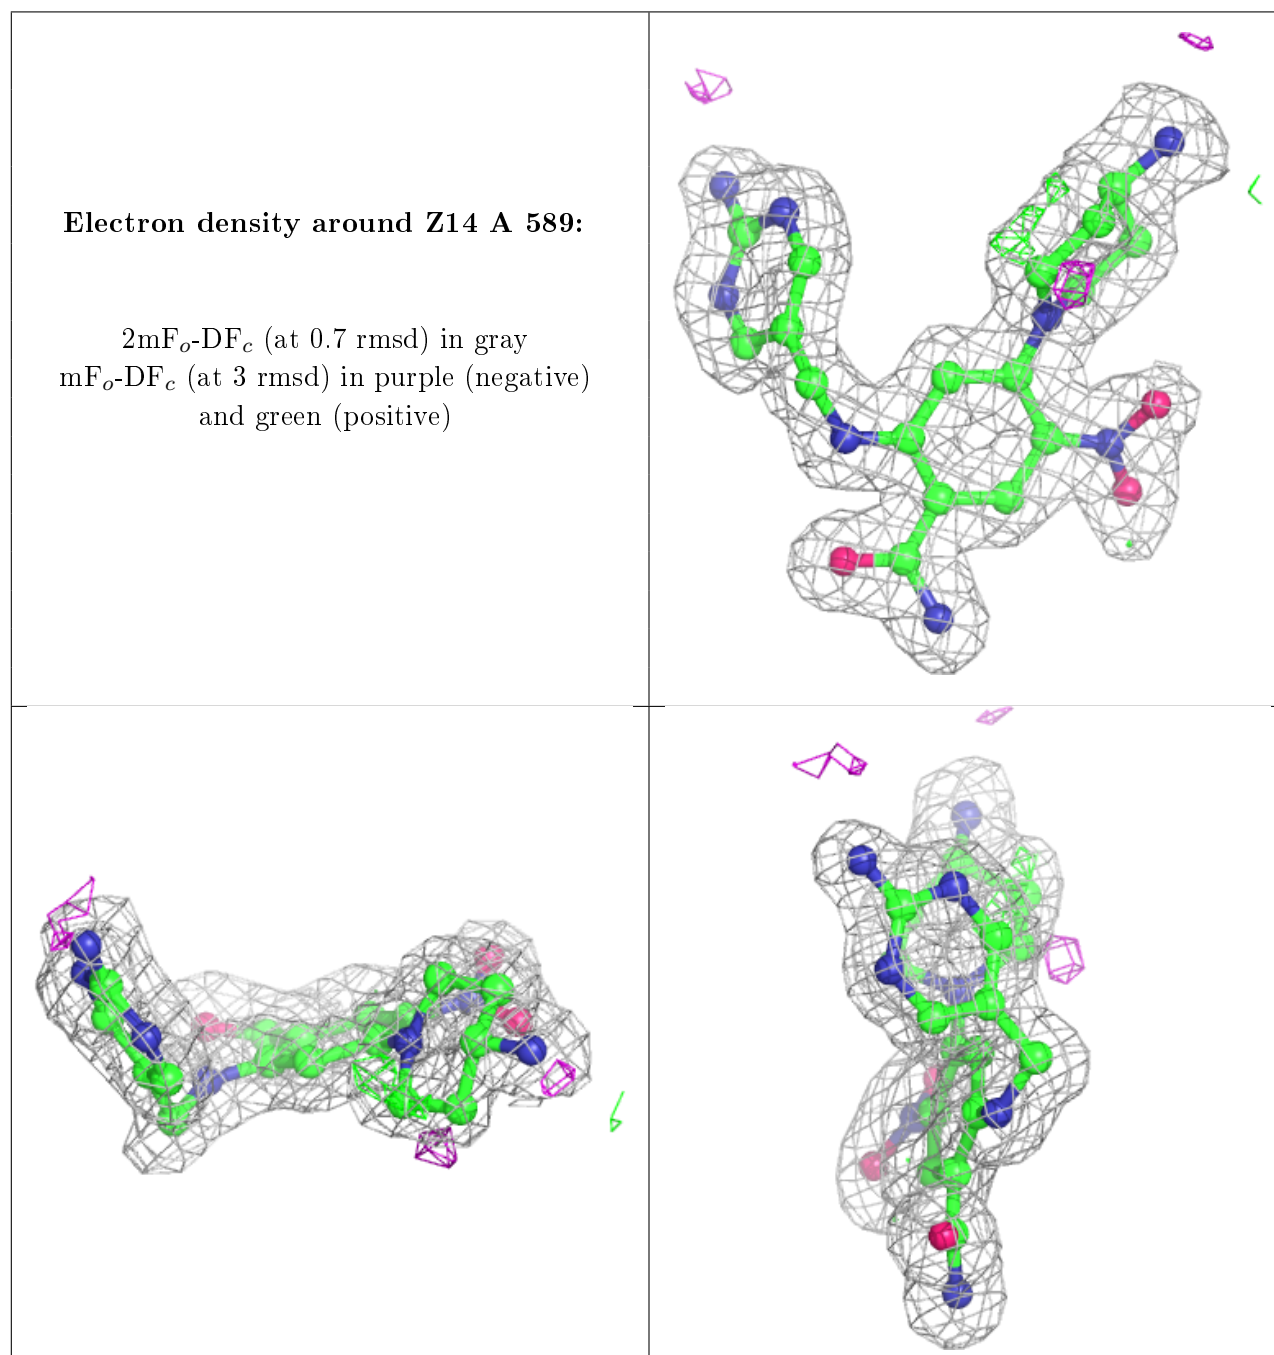 Electron density around Z14 A 589:
2mFo-DFc (at 0.7 rmsd) in gray
mFo-DFc (at 3 rmsd) in purple (negative)
and green (positive)